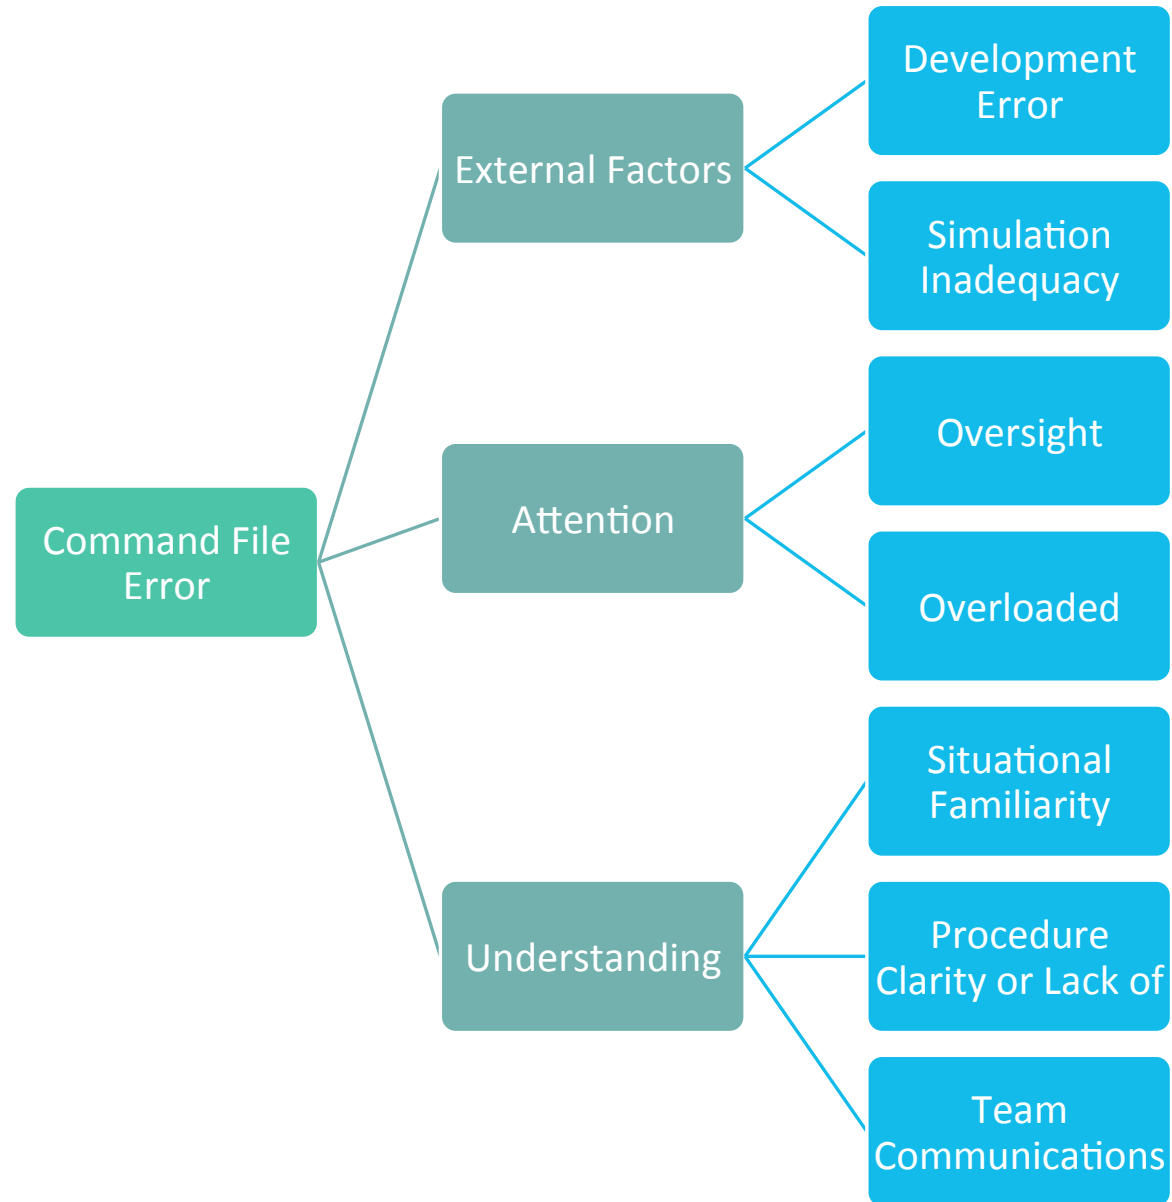 Development
Error
External Factors
Simulation
Inadequacy
Oversight
Attention
Command File
Error
Overloaded
Situational
Familiarity
Understanding
Procedure
Clarity or Lack of
Team
Communications